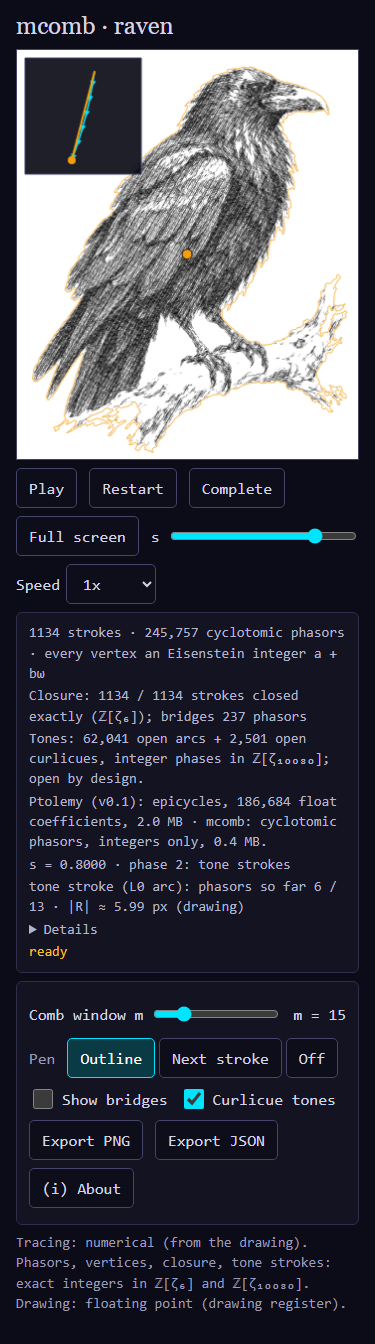 mcomb · raven
Play Restart Complete
Full screen s
Speed 1x
1134 strokes · 245,757 cyclotomic phasors
· every vertex an Eisenstein integer a +
bω
Closure: 1134 / 1134 strokes closed
exactly (ℤ[ζ₆]); bridges 237 phasors
Tones: 62,041 open arcs + 2,501 open
curlicues, integer phases in ℤ[ζ₁₀₀₈₀];
open by design.
Ptolemy (v0.1): epicycles, 186,684 float
coefficients, 2.0 MB · mcomb: cyclotomic
phasors, integers only, 0.4 MB.
s = 0.8000 · phase 2: tone strokes
tone stroke (L0 arc): phasors so far 6 /
13 · |R| ≈ 5.99 px (drawing)
▶ Details
ready
Comb window m m = 15
Pen Outline Next stroke Off
Show bridges Curlicue tones
Export PNG Export JSON
(i) About
Tracing: numerical (from the drawing).
Phasors, vertices, closure, tone strokes:
exact integers in ℤ[ζ₆] and ℤ[ζ₁₀₀₈₀].
Drawing: floating point (drawing register).